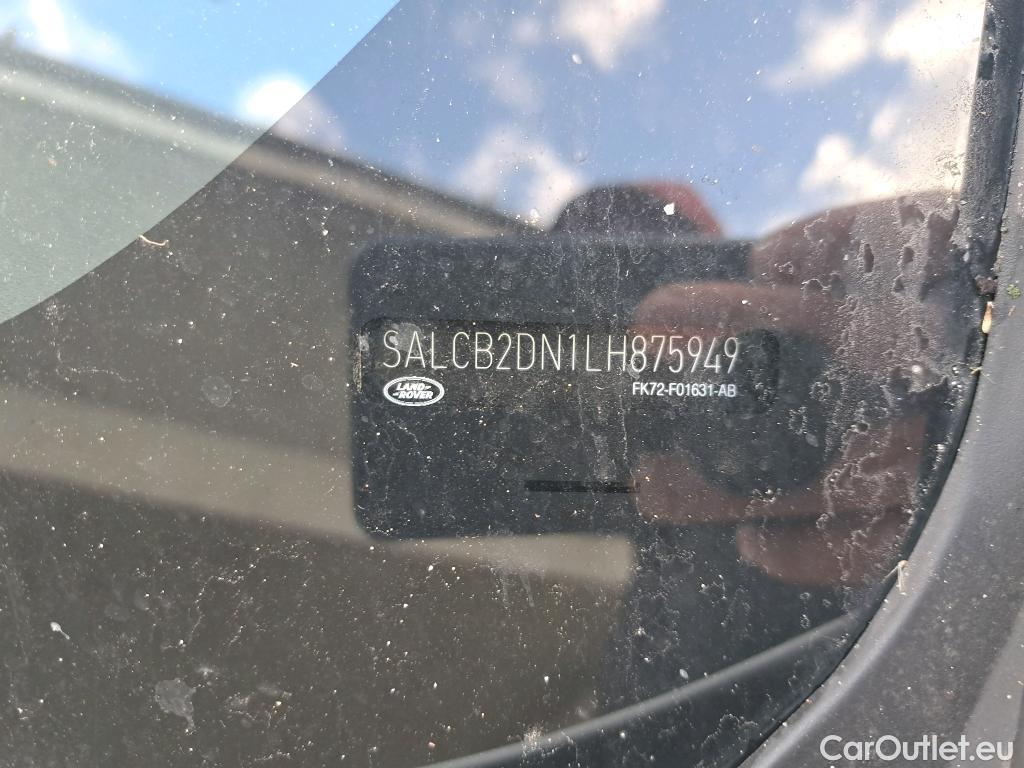 SALCB2DN1LH875949
LAND-
-ROVER
FK72-F01631-AB
CarOutlet.eu